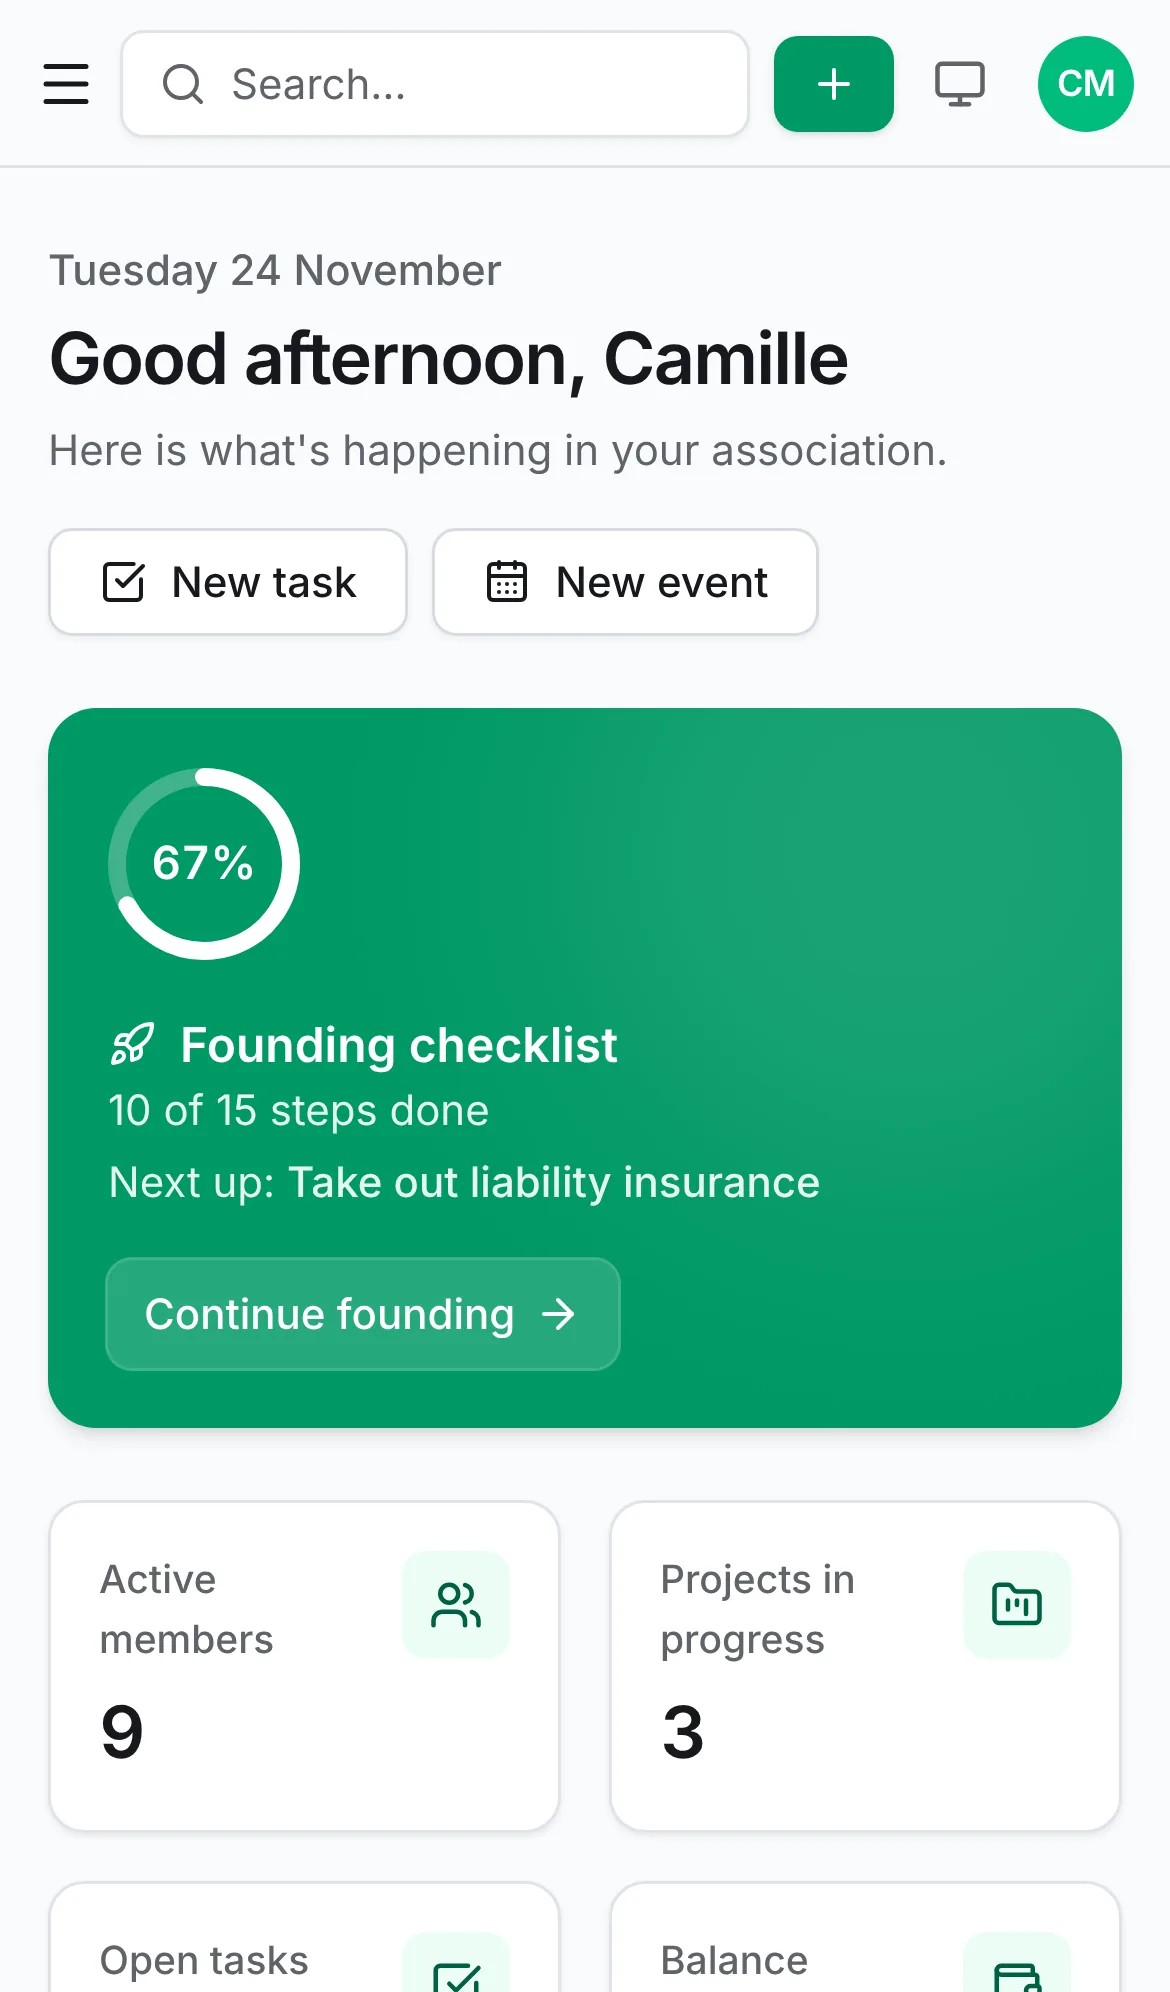 Search...
CM
Tuesday 24 November
Good afternoon, Camille
Here is what's happening in your association.
New task
New event
67%
Founding checklist
10 of 15 steps done
Next up: Take out liability insurance
Continue founding
Active
members
9
Projects in
progress
3
Open tasks
Balance